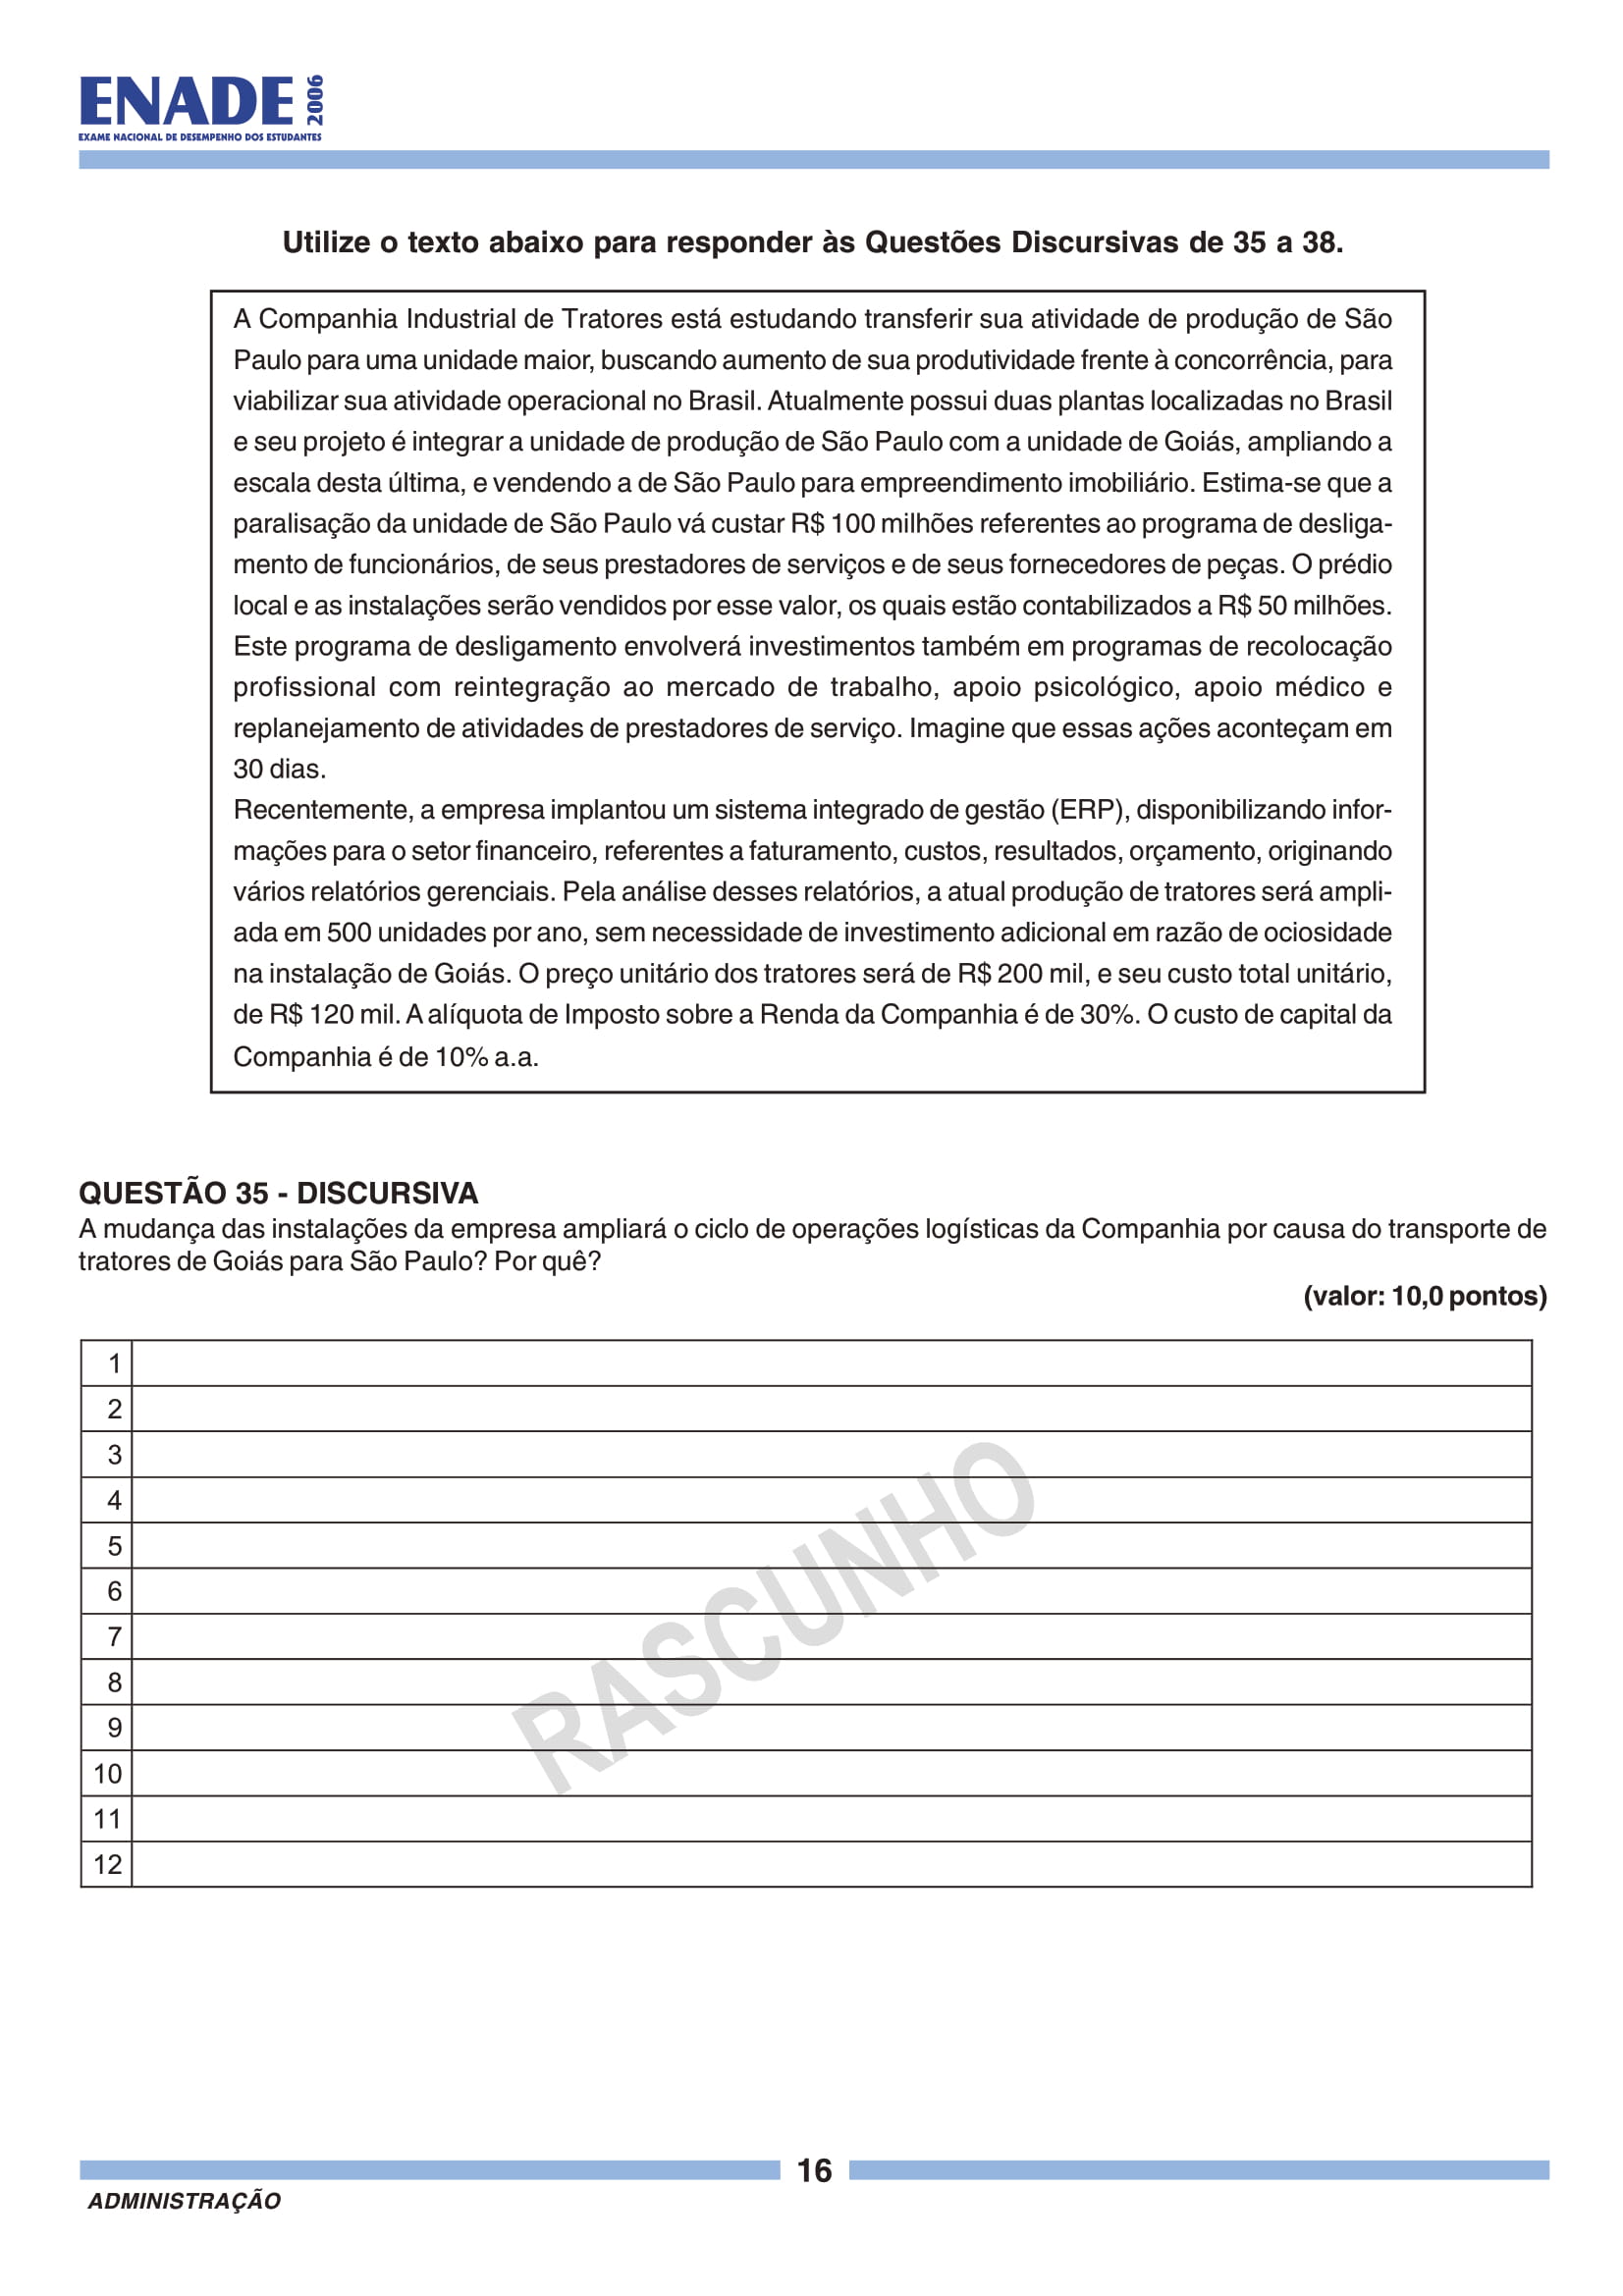 ENADE 2006
EXAME NACIONAL DE DESEMPENHO DOS ESTUDANTES
Utilize o texto abaixo para responder às Questões Discursivas de 35 a 38.
A Companhia Industrial de Tratores está estudando transferir sua atividade de produção de São
Paulo para uma unidade maior, buscando aumento de sua produtividade frente à concorrência, para
viabilizar sua atividade operacional no Brasil. Atualmente possui duas plantas localizadas no Brasil
e seu projeto é integrar a unidade de produção de São Paulo com a unidade de Goiás, ampliando a
escala desta última, e vendendo a de São Paulo para empreendimento imobiliário. Estima-se que a
paralisação da unidade de São Paulo vá custar R$ 100 milhões referentes ao programa de desliga-
mento de funcionários, de seus prestadores de serviços e de seus fornecedores de peças. O prédio
local e as instalações serão vendidos por esse valor, os quais estão contabilizados a R$ 50 milhões.
Este programa de desligamento envolverá investimentos também em programas de recolocação
profissional com reintegração ao mercado de trabalho, apoio psicológico, apoio médico e
replanejamento de atividades de prestadores de serviço. Imagine que essas ações aconteçam em
30 dias.
Recentemente, a empresa implantou um sistema integrado de gestão (ERP), disponibilizando infor-
mações para o setor financeiro, referentes a faturamento, custos, resultados, orçamento, originando
vários relatórios gerenciais. Pela análise desses relatórios, a atual produção de tratores será ampli-
ada em 500 unidades por ano, sem necessidade de investimento adicional em razão de ociosidade
na instalação de Goiás. O preço unitário dos tratores será de R$ 200 mil, e seu custo total unitário,
de R$ 120 mil. A alíquota de Imposto sobre a Renda da Companhia é de 30%. O custo de capital da
Companhia é de 10% a.a.
QUESTÃO 35 - DISCURSIVA
A mudança das instalações da empresa ampliará o ciclo de operações logísticas da Companhia por causa do transporte de
tratores de Goiás para São Paulo? Por quê?
(valor: 10,0 pontos)
1
2
3
4
5
6
7
8
9
10
11
12
RASCUNHO
16
ADMINISTRAÇÃO